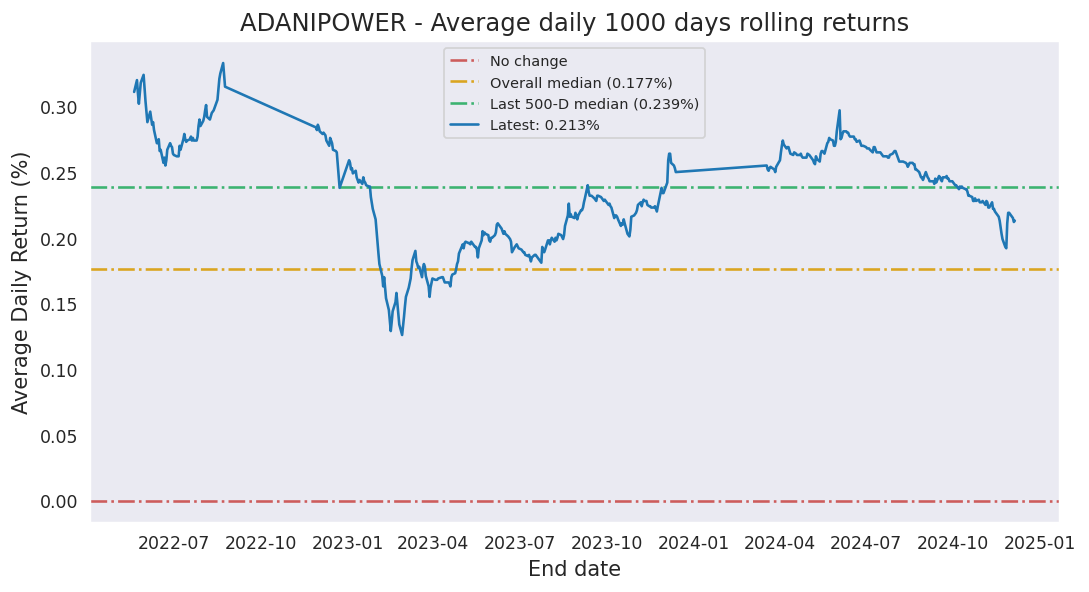 ADANIPOWER - Average daily 1000 days rolling returns
No change
Overall median (0.177%)
Last 500-D median (0.239%)
Latest: 0.213%
Average Daily Return (%)
0.30
0.25
0.20
0.15
0.10
0.05
0.00
2022-07 2022-10 2023-01 2023-04 2023-07 2023-10 2024-01 2024-04 2024-07 2024-10 2025-01
End date